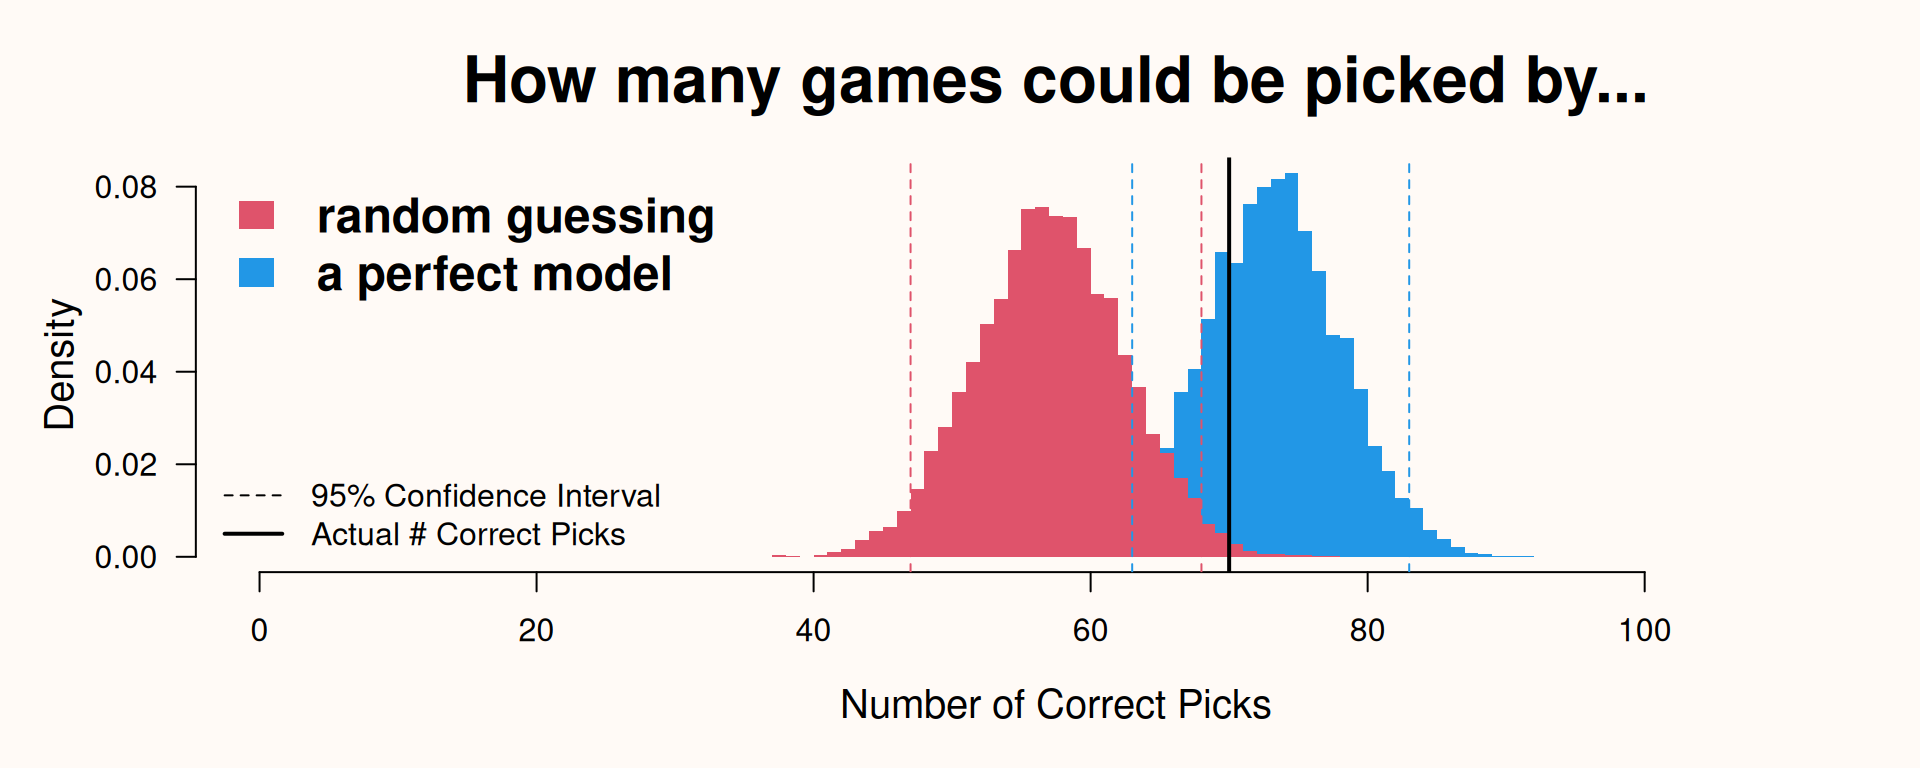 How many games could be picked by...
0.08
0.06
0.04
0.02
0.00
Density
random guessing
a perfect model
95% Confidence Interval
Actual # Correct Picks
0 20 40 60 80 100
Number of Correct Picks